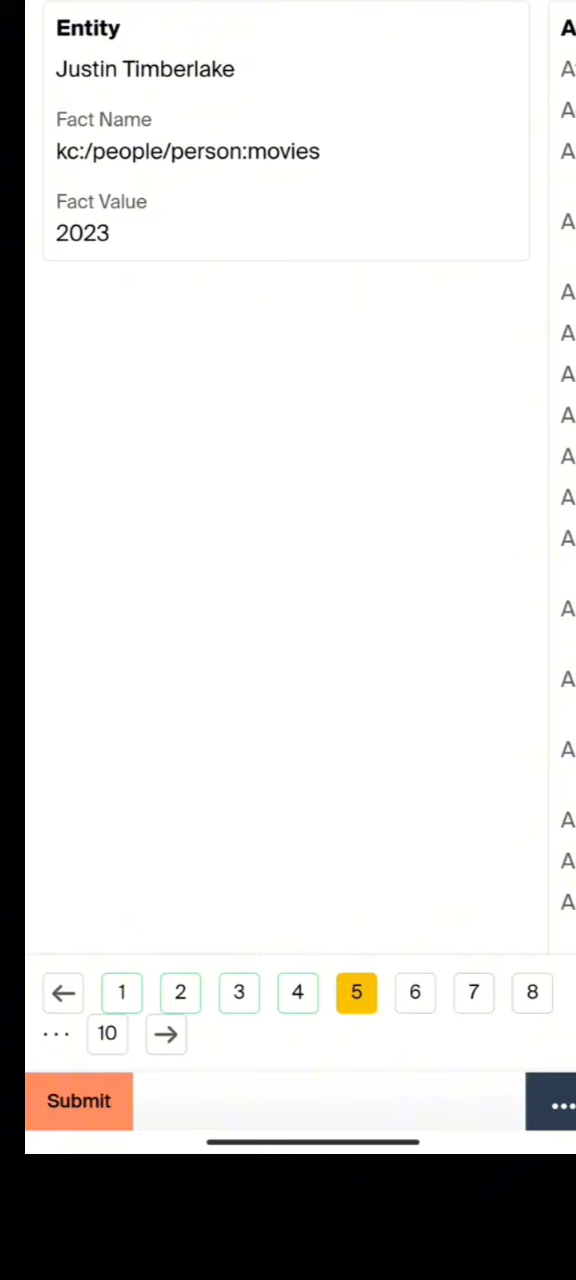 Entity
Justin Timberlake
Fact Name
kc:/people/person:movies
Fact Value
2023
1 2 3 4 5 6 7 8
... 10
Submit